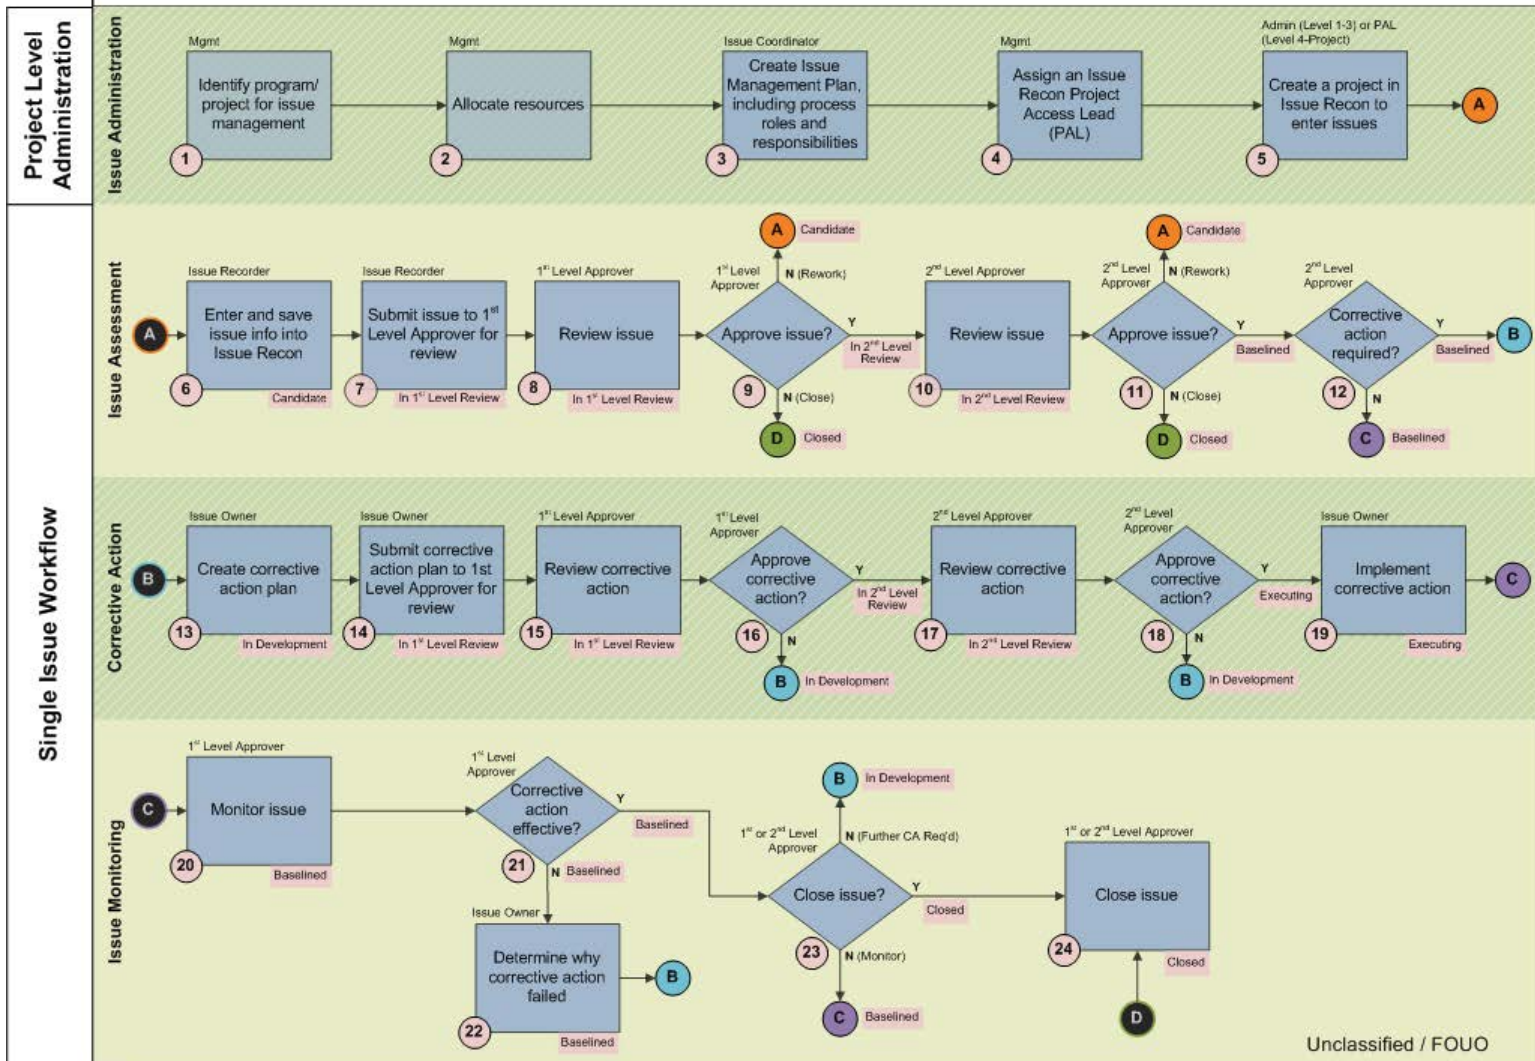 Project Level
Administration
Issue Administration
Mgmt
Identify program/
project for issue
management
1
Mgmt
Allocate resources
2
Issue Coordinator
Create Issue
Management Plan,
including process
roles and
responsibilities
3
Mgmt
Assign an Issue
Recon Project
Access Lead
(PAL)
4
Admin (Level 1-3) or PAL
(Level 4-Project)
Create a project in
Issue Recon to
enter issues
5
A
Single Issue Workflow
Issue Assessment
A
Issue Recorder
Enter and save
issue info into
Issue Recon
6
Candidate
Issue Recorder
Submit issue to 1st
Level Approver for
review
7
In 1st Level Review
1st Level Approver
Review issue
8
In 1st Level Review
A
Candidate
1st Level
Approver
N (Rework)
Approve issue?
9
Y
In 2nd Level
Review
N (Close)
D
Closed
2nd Level Approver
Review issue
10
In 2nd Level Review
A
Candidate
2nd Level
Approver
N (Rework)
Approve issue?
11
Y
Baselined
N (Close)
D
Closed
2nd Level
Approver
Corrective
action
required?
12
Y
Baselined
B
N
C
Baselined
Corrective Action
B
Issue Owner
Create corrective
action plan
13
In Development
Issue Owner
Submit corrective
action plan to 1st
Level Approver for
review
14
In 1st Level Review
1st Level Approver
Review corrective
action
15
In 1st Level Review
1st Level
Approver
Approve
corrective
action?
16
Y
In 2nd Level
Review
N
B
In Development
2nd Level Approver
Review corrective
action
17
In 2nd Level Review
2nd Level
Approver
Approve
corrective
action?
18
Y
Executing
N
B
In Development
Issue Owner
Implement
corrective action
19
Executing
C
Issue Monitoring
C
1st Level Approver
Monitor issue
20
Baselined
1st Level
Approver
Corrective
action
effective?
21
Y
Baselined
N
Baselined
Issue Owner
Determine why
corrective action
failed
22
Baselined
B
B
In Development
1st or 2nd Level
Approver
N (Further CA Req'd)
Close issue?
23
Y
Closed
N (Monitor)
C
Baselined
1st or 2nd Level Approver
Close issue
24
Closed
D
Unclassified / FOUO